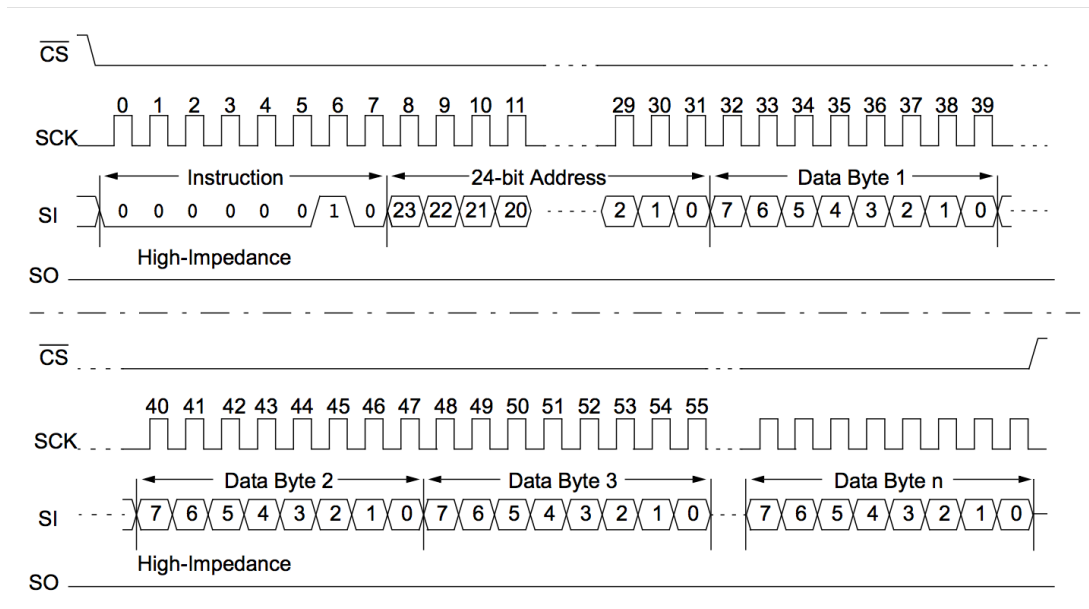 CS
0 1 2 3 4 5 6 7 8 9 10 11 29 30 31 32 33 34 35 36 37 38 39
SCK
Instruction 24-bit Address Data Byte 1
SI 0 0 0 0 0 0 1 0 23 22 21 20 2 1 0 7 6 5 4 3 2 1 0
High-Impedance
SO
CS
40 41 42 43 44 45 46 47 48 49 50 51 52 53 54 55
SCK
Data Byte 2 Data Byte 3 Data Byte n
SI 7 6 5 4 3 2 1 0 7 6 5 4 3 2 1 0 7 6 5 4 3 2 1 0
High-Impedance
SO